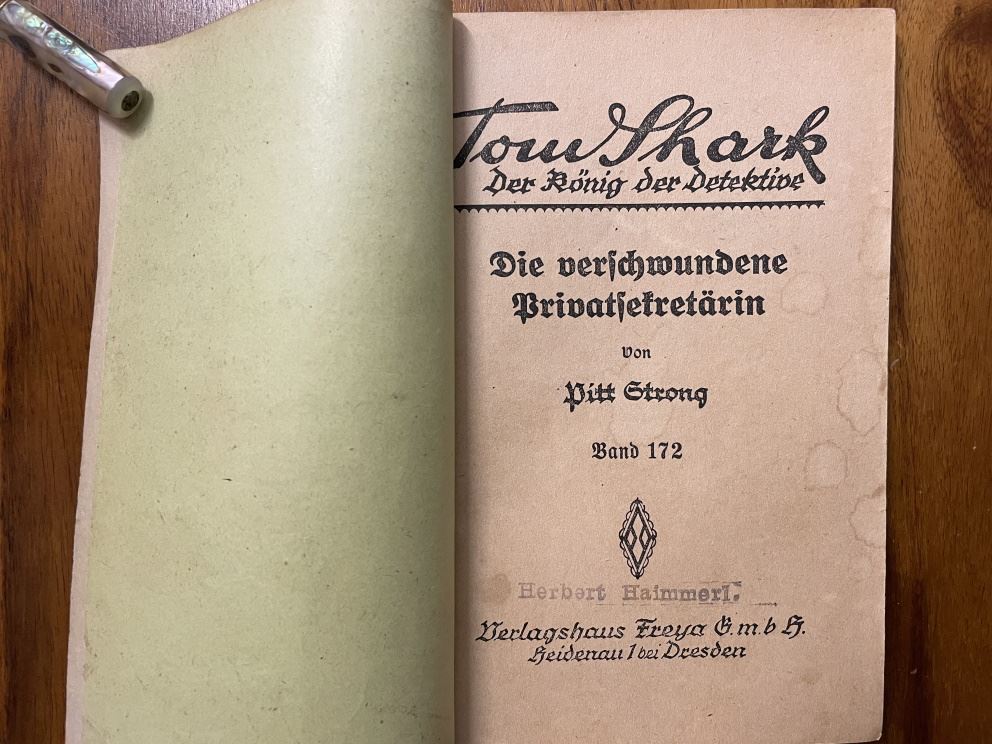 Tom Shark
Der König der Detektive
Die verschwundene
Privatsekretärin
von
Pitt Strong
Band 172
Herbert Haimmerl.
Verlagshaus Freya G.m.b H.
Heidenau 1 bei Dresden